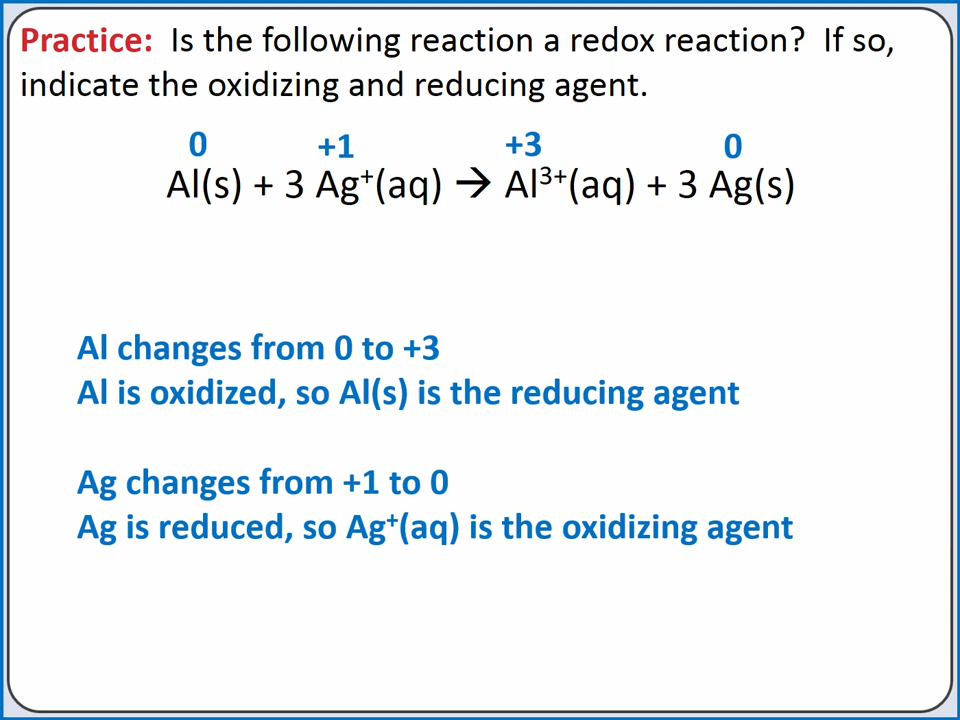 Practice: Is the following reaction a redox reaction? If so,
indicate the oxidizing and reducing agent.
0 +1 +3 0
Al(s) + 3 Ag⁺(aq) → Al³⁺(aq) + 3 Ag(s)
Al changes from 0 to +3
Al is oxidized, so Al(s) is the reducing agent
Ag changes from +1 to 0
Ag is reduced, so Ag⁺(aq) is the oxidizing agent